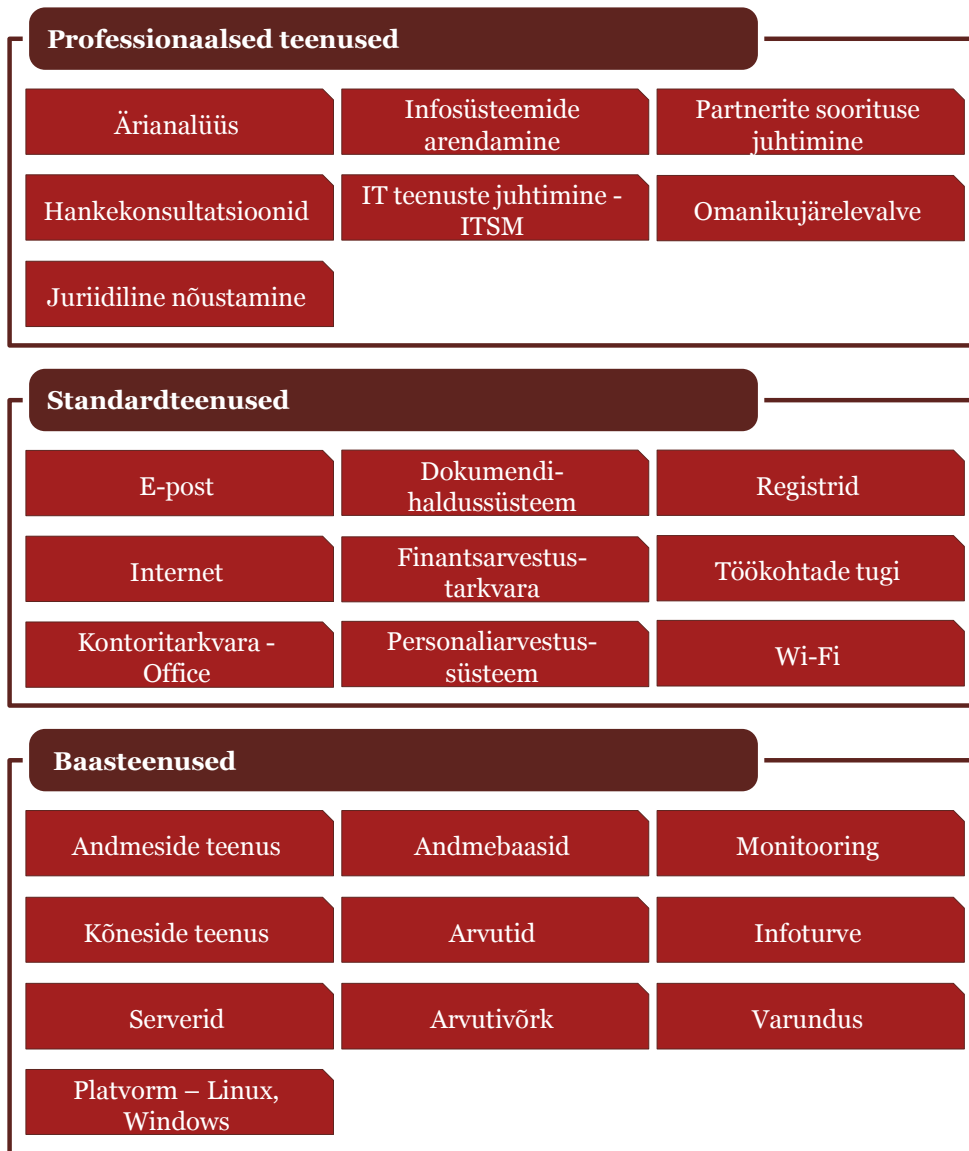 Professionaalsed teenused
Ärianalüüs
Infosüsteemide
arendamine
Partnerite soorituse
juhtimine
Hankekonsultatsioonid
IT teenuste juhtimine -
ITSM
Omanikujärelevalve
Juriidiline nõustamine
Standardteenused
E-post
Dokumendi-
haldussüsteem
Registrid
Internet
Finantsarvestus-
tarkvara
Töökohtade tugi
Kontoritarkvara -
Office
Personaliarvestus-
süsteem
Wi-Fi
Baasteenused
Andmeside teenus
Andmebaasid
Monitooring
Kõneside teenus
Arvutid
Infoturve
Serverid
Arvutivõrk
Varundus
Platvorm – Linux,
Windows